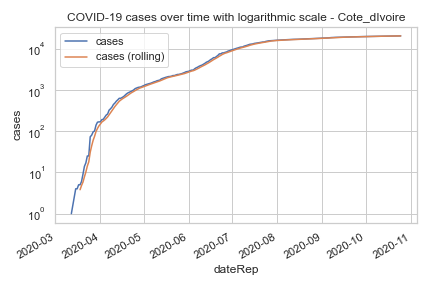 COVID-19 cases over time with logarithmic scale - Cote_dIvoire
cases
cases (rolling)
10⁴
10³
10²
10¹
10⁰
cases
2020-03
2020-04
2020-05
2020-06
2020-07
2020-08
2020-09
2020-10
2020-11
dateRep